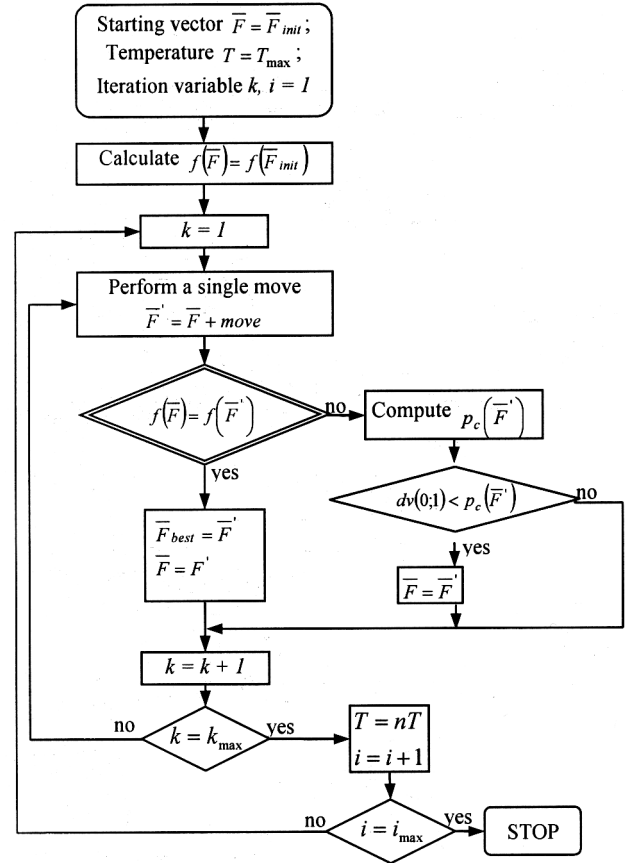 Starting vector F̅ = F̅ init ;
Temperature T = Tmax ;
Iteration variable k, i = 1
Calculate f(F̅) = f(F̅ init)
k = 1
Perform a single move
F̅' = F̅ + move
f(F̅) = f(F̅')
no
Compute pc(F̅')
yes
dv(0;1) < pc(F̅')
no
F̅best = F̅'
F̅ = F'
yes
F̅ = F̅'
k = k + 1
no
k = kmax
yes
T = nT
i = i + 1
no
i = imax
yes
STOP